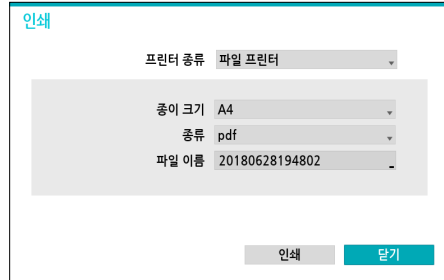 인쇄
프린터 종류 파일 프린터
종이 크기 A4
종류 pdf
파일 이름 20180628194802
인쇄 닫기